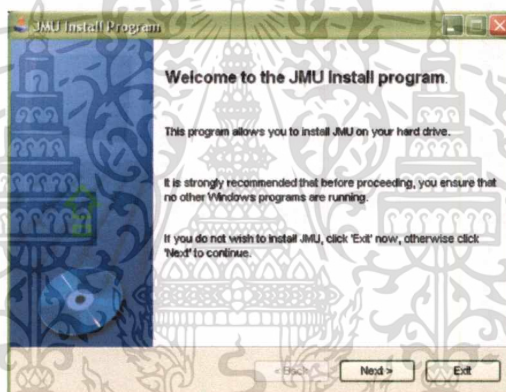 JMU Install Program
Welcome to the JMU Install program.
This program allows you to install JMU on your hard drive.
It is strongly recommended that before proceeding, you ensure that
no other Windows programs are running.
If you do not wish to install JMU, click 'Exit' now, otherwise click
'Next' to continue.
< Back
Next >
Exit